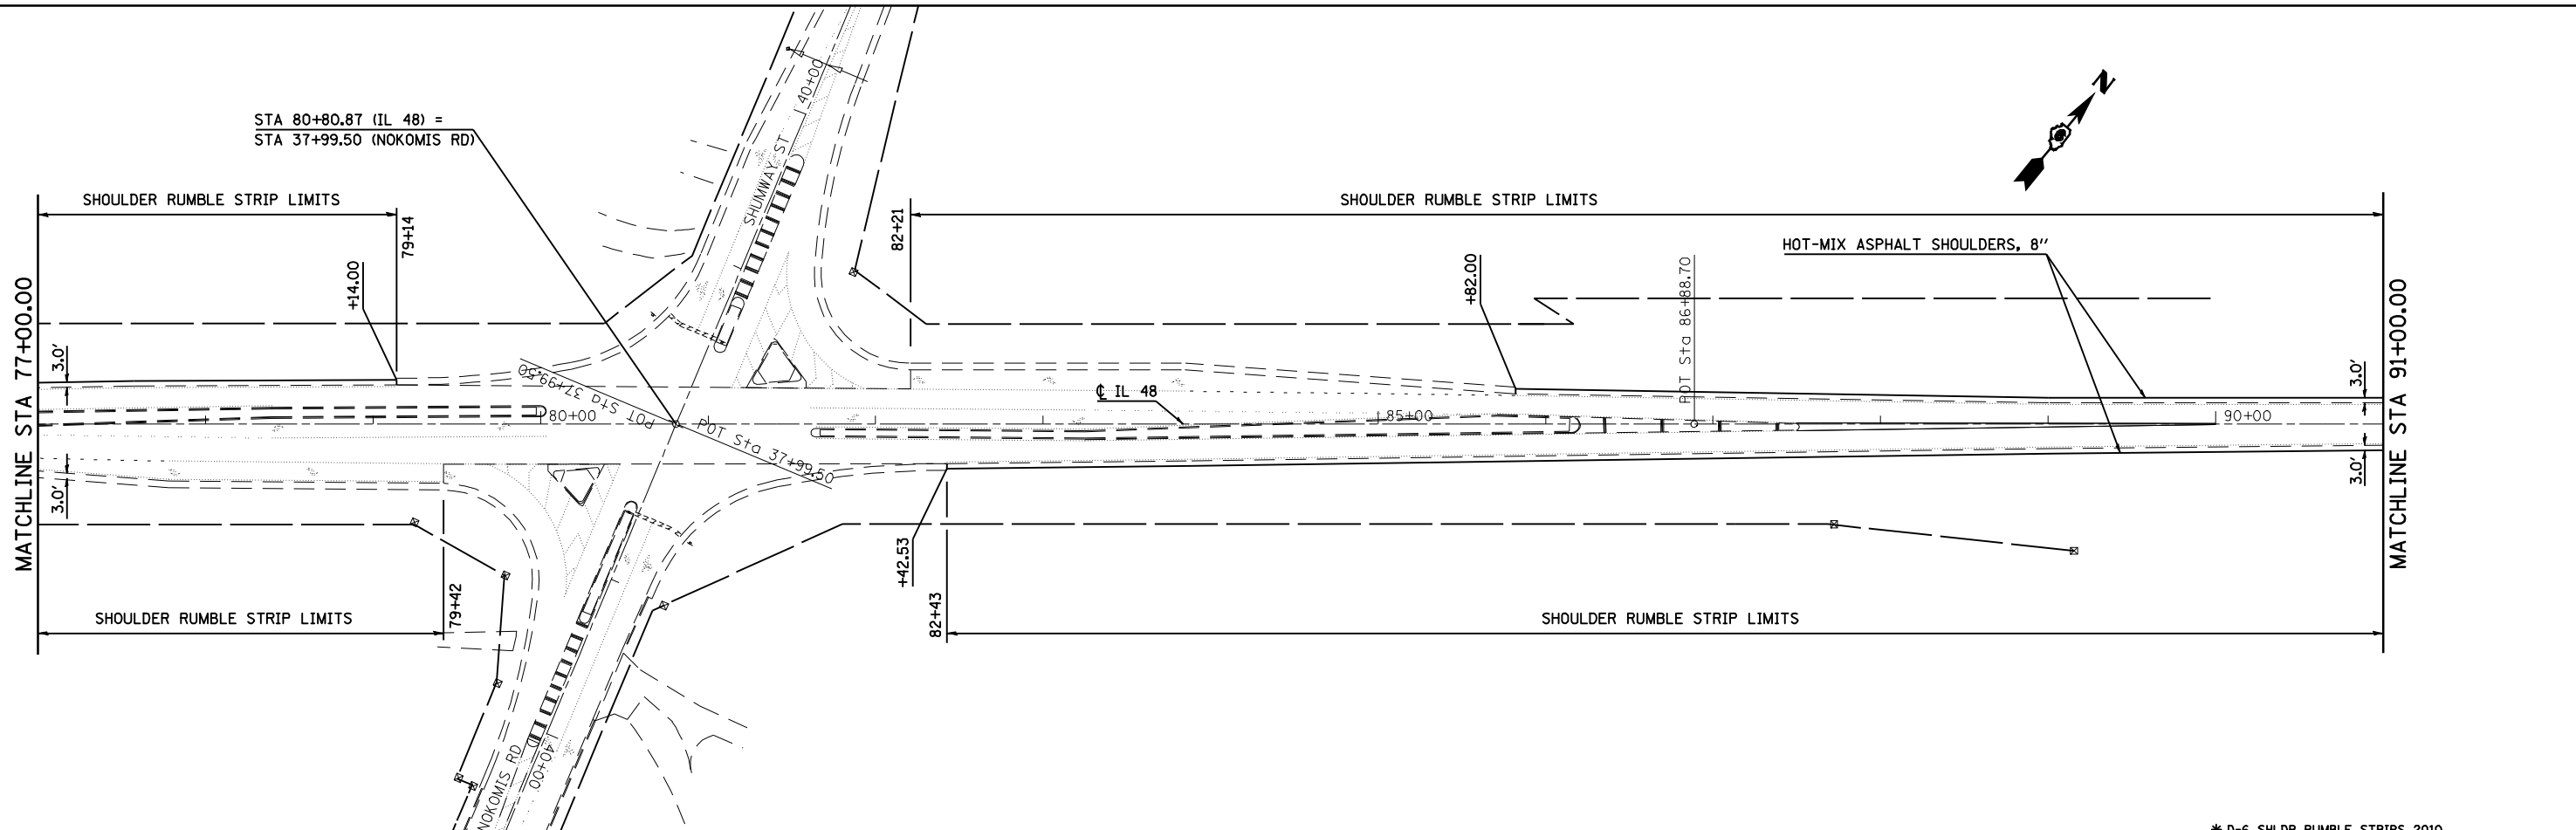 N
STA 80+80.87 (IL 48) =
STA 37+99.50 (NOKOMIS RD)
40+00
SHUMWAY ST
SHOULDER RUMBLE STRIP LIMITS
79+14
+14.00
82+21
SHOULDER RUMBLE STRIP LIMITS
HOT-MIX ASPHALT SHOULDERS, 8"
+82.00
POT Sta 86+88.70
MATCHLINE STA 77+00.00
MATCHLINE STA 91+00.00
3.0'
3.0'
POT Sta 37+99.50
℄ IL 48
80+00
85+00
90+00
POT Sta 37+99.50
3.0'
3.0'
+42.53
82+43
79+42
SHOULDER RUMBLE STRIP LIMITS
SHOULDER RUMBLE STRIP LIMITS
40+00
NOKOMIS RD
* D-6 SHLDR RUMBLE STRIPS 2010